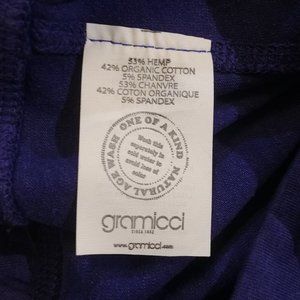 53% HEMP
42% ORGANIC COTTON
5% SPANDEX
53% CHANVRE
42% COTON ORGANIQUE
5% SPANDEX
ONE OF A KIND
NATURAL AGE WASH
Wash this
separately in
cold water to
avoid loss of
color
gramicci
SINCE 1982
www.gramicci.com